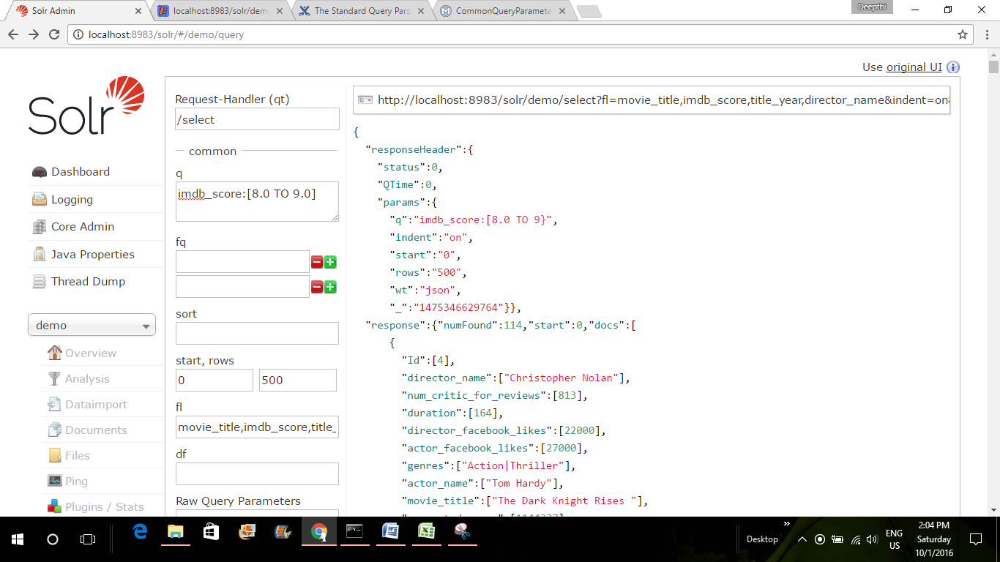 Solr Admin
localhost:8983/solr/demo
The Standard Query Pars
CommonQueryParamete
Deepthi
localhost:8983/solr/#/demo/query
Use original UI
Solr
Dashboard
Logging
Core Admin
Java Properties
Thread Dump
demo
Overview
Analysis
Dataimport
Documents
Files
Ping
Plugins / Stats
Request-Handler (qt)
/select
common
q
imdb_score:[8.0 TO 9.0]
fq
sort
start, rows
0 500
fl
movie_title,imdb_score,title_
df
Raw Query Parameters
http://localhost:8983/solr/demo/select?fl=movie_title,imdb_score,title_year,director_name&indent=on&
{
"responseHeader":{
"status":0,
"QTime":0,
"params":{
"q":"imdb_score:[8.0 TO 9}",
"indent":"on",
"start":"0",
"rows":"500",
"wt":"json",
"_":"1475346629764"}},
"response":{"numFound":114,"start":0,"docs":[
{
"Id":[4],
"director_name":["Christopher Nolan"],
"num_critic_for_reviews":[813],
"duration":[164],
"director_facebook_likes":[22000],
"actor_facebook_likes":[27000],
"genres":["Action|Thriller"],
"actor_name":["Tom Hardy"],
"movie_title":["The Dark Knight Rises "],
Desktop
ENG
US
2:04 PM
Saturday
10/1/2016